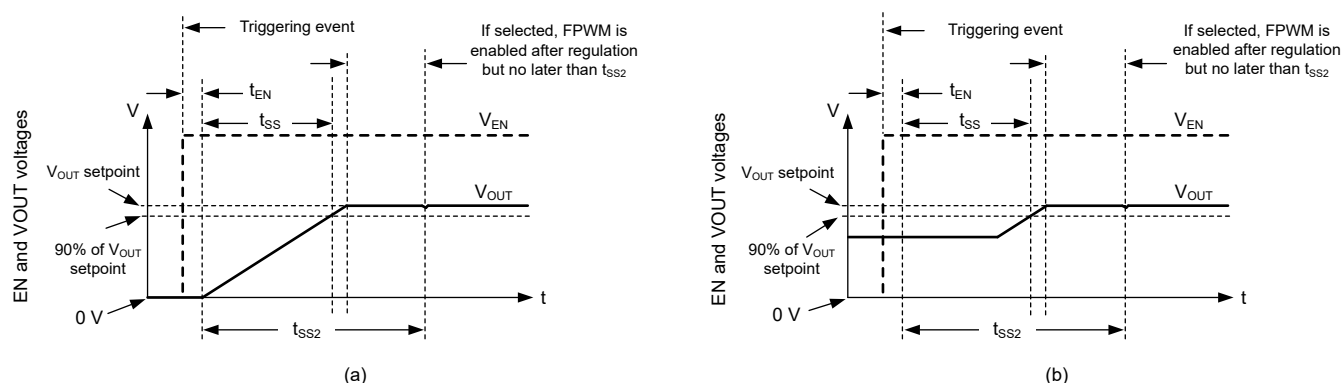 Triggering event
If selected, FPWM is
enabled after regulation
but no later than tSS2
tEN
tSS
V
VEN
EN and VOUT voltages
VOUT setpoint
VOUT
90% of VOUT
setpoint
0 V
t
tSS2
(a)
Triggering event
If selected, FPWM is
enabled after regulation
but no later than tSS2
tEN
tSS
V
VEN
EN and VOUT voltages
VOUT setpoint
VOUT
90% of VOUT
setpoint
0 V
t
tSS2
(b)